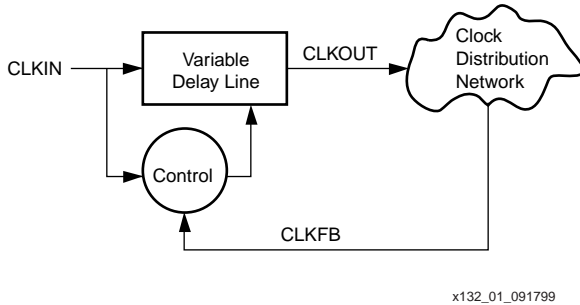 Variable
Delay Line
CLKIN
CLKOUT
Clock
Distribution
Network
Control
CLKFB
x132_01_091799